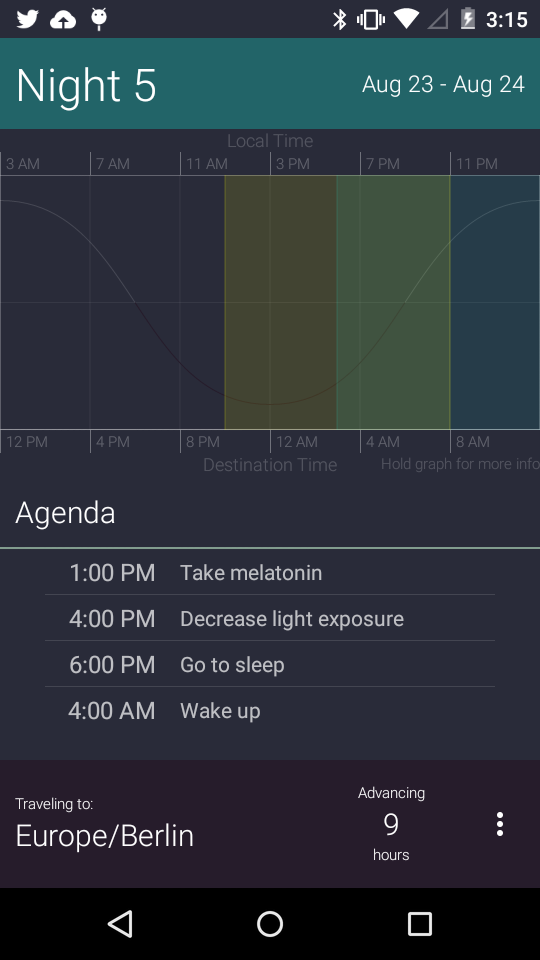 3:15
Night 5
Aug 23 - Aug 24
Local Time
3 AM 7 AM 11 AM 3 PM 7 PM 11 PM
12 PM 4 PM 8 PM 12 AM 4 AM 8 AM
Destination Time
Hold graph for more info
Agenda
1:00 PM Take melatonin
4:00 PM Decrease light exposure
6:00 PM Go to sleep
4:00 AM Wake up
Traveling to:
Europe/Berlin
Advancing
9
hours